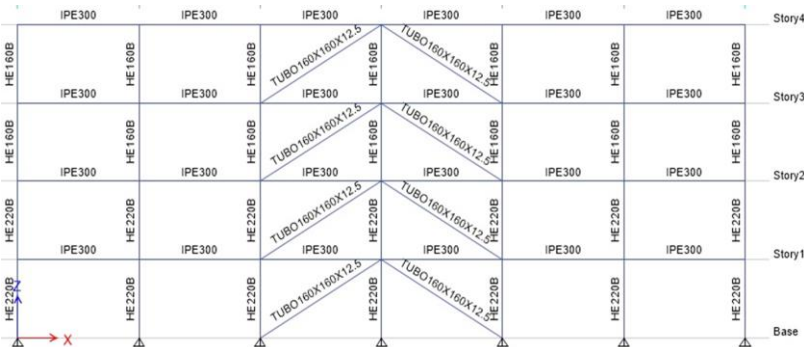 IPE300 IPE300 IPE300 IPE300 IPE300 IPE300 Story4
HE160B HE160B HE160B TUBO160X160X12.5 HE160B TUBO160X160X12.5 HE160B HE160B HE160B
IPE300 IPE300 IPE300 IPE300 IPE300 IPE300 Story3
HE160B HE160B HE160B TUBO160X160X12.5 HE160B TUBO160X160X12.5 HE160B HE160B HE160B
IPE300 IPE300 IPE300 IPE300 IPE300 IPE300 Story2
HE220B HE220B HE220B TUBO160X160X12.5 HE220B TUBO160X160X12.5 HE220B HE220B HE220B
IPE300 IPE300 IPE300 IPE300 IPE300 IPE300 Story1
HE220B HE220B HE220B TUBO160X160X12.5 HE220B TUBO160X160X12.5 HE220B HE220B HE220B
Z
X Base